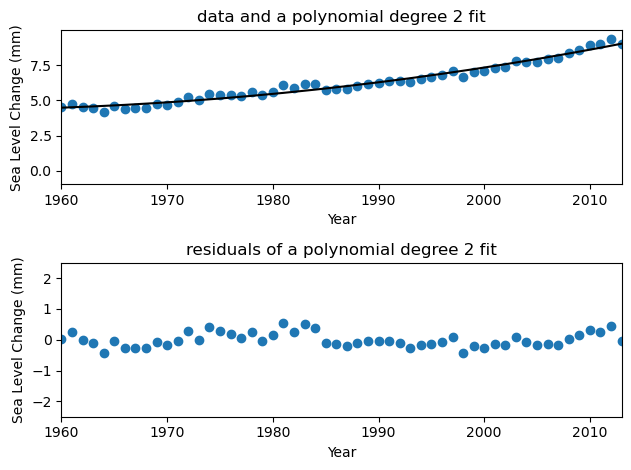 data and a polynomial degree 2 fit
Sea Level Change (mm)
7.5
5.0
2.5
0.0
1960 1970 1980 1990 2000 2010
Year
residuals of a polynomial degree 2 fit
Sea Level Change (mm)
2
1
0
−1
−2
1960 1970 1980 1990 2000 2010
Year